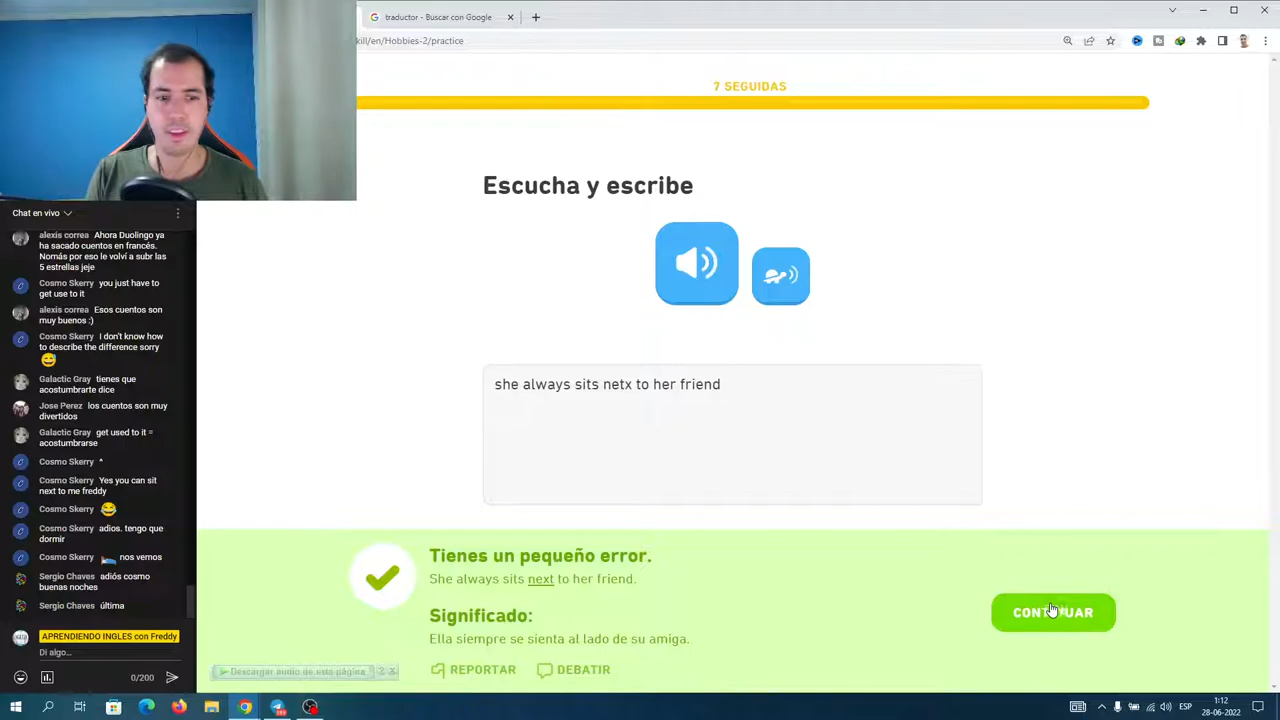 traductor - Buscar con Google
kill/en/Hobbies-2/practice
7 SEGUIDAS
Escucha y escribe
she always sits netx to her friend
Tienes un pequeño error.
She always sits next to her friend.
Significado:
Ella siempre se sienta al lado de su amiga.
REPORTAR
DEBATIR
CONTINUAR
Descargar audio de esta página
? X
Chat en vivo
alexis correa Ahora Duolingo ya
ha sacado cuentos en francés.
Nomás por eso le volví a subr las
5 estrellas jeje
Cosmo Skerry you just have to
get use to it
alexis correa Esos cuentos son
muy buenos :)
Cosmo Skerry I don't know how
to describe the difference sorry
Galactic Gray tienes que
acostumbrarte dice
Jose Perez los cuentos son muy
divertidos
Galactic Gray get used to it =
acostumbrarse
Cosmo Skerry ^
Cosmo Skerry Yes you can sit
next to me freddy
Cosmo Skerry
Cosmo Skerry adios. tengo que
dormir
Cosmo Skerry nos vemos
Sergio Chaves adiós cosmo
buenas noches
Sergio Chaves última
APRENDIENDO INGLES con Freddy
Di algo...
0/200
ESP
1:12
28-06-2022